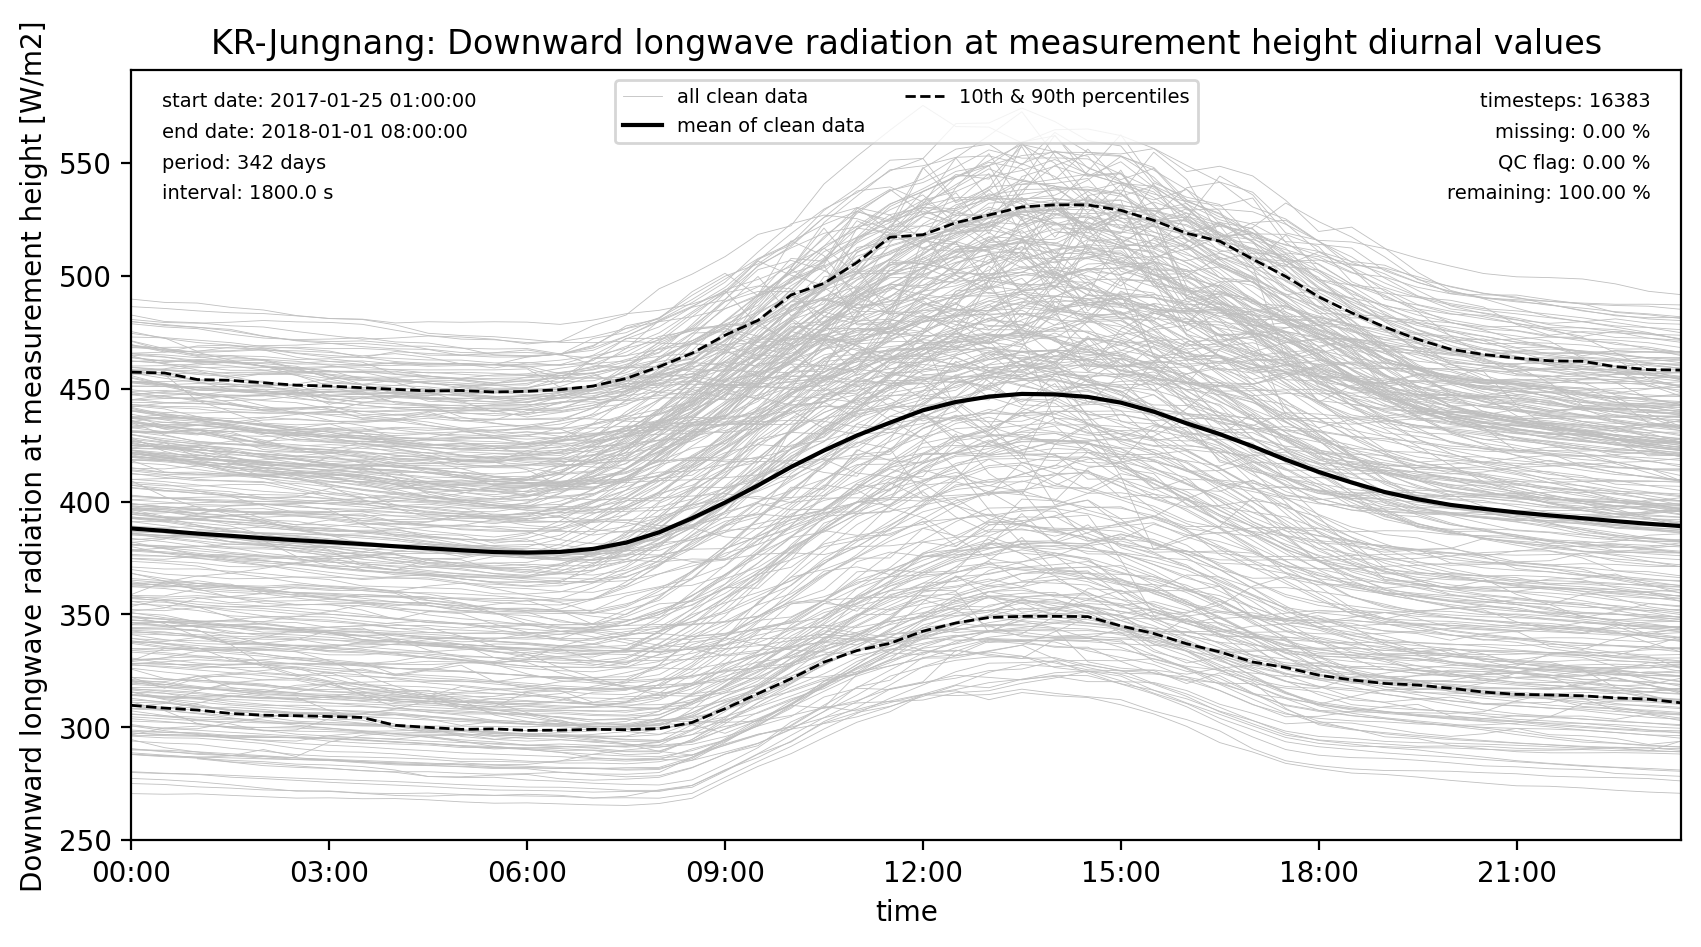 KR-Jungnang: Downward longwave radiation at measurement height diurnal values
start date: 2017-01-25 01:00:00
end date: 2018-01-01 08:00:00
period: 342 days
interval: 1800.0 s
all clean data
mean of clean data
10th & 90th percentiles
timesteps: 16383
missing: 0.00 %
QC flag: 0.00 %
remaining: 100.00 %
Downward longwave radiation at measurement height [W/m2]
550
500
450
400
350
300
250
00:00 03:00 06:00 09:00 12:00 15:00 18:00 21:00
time